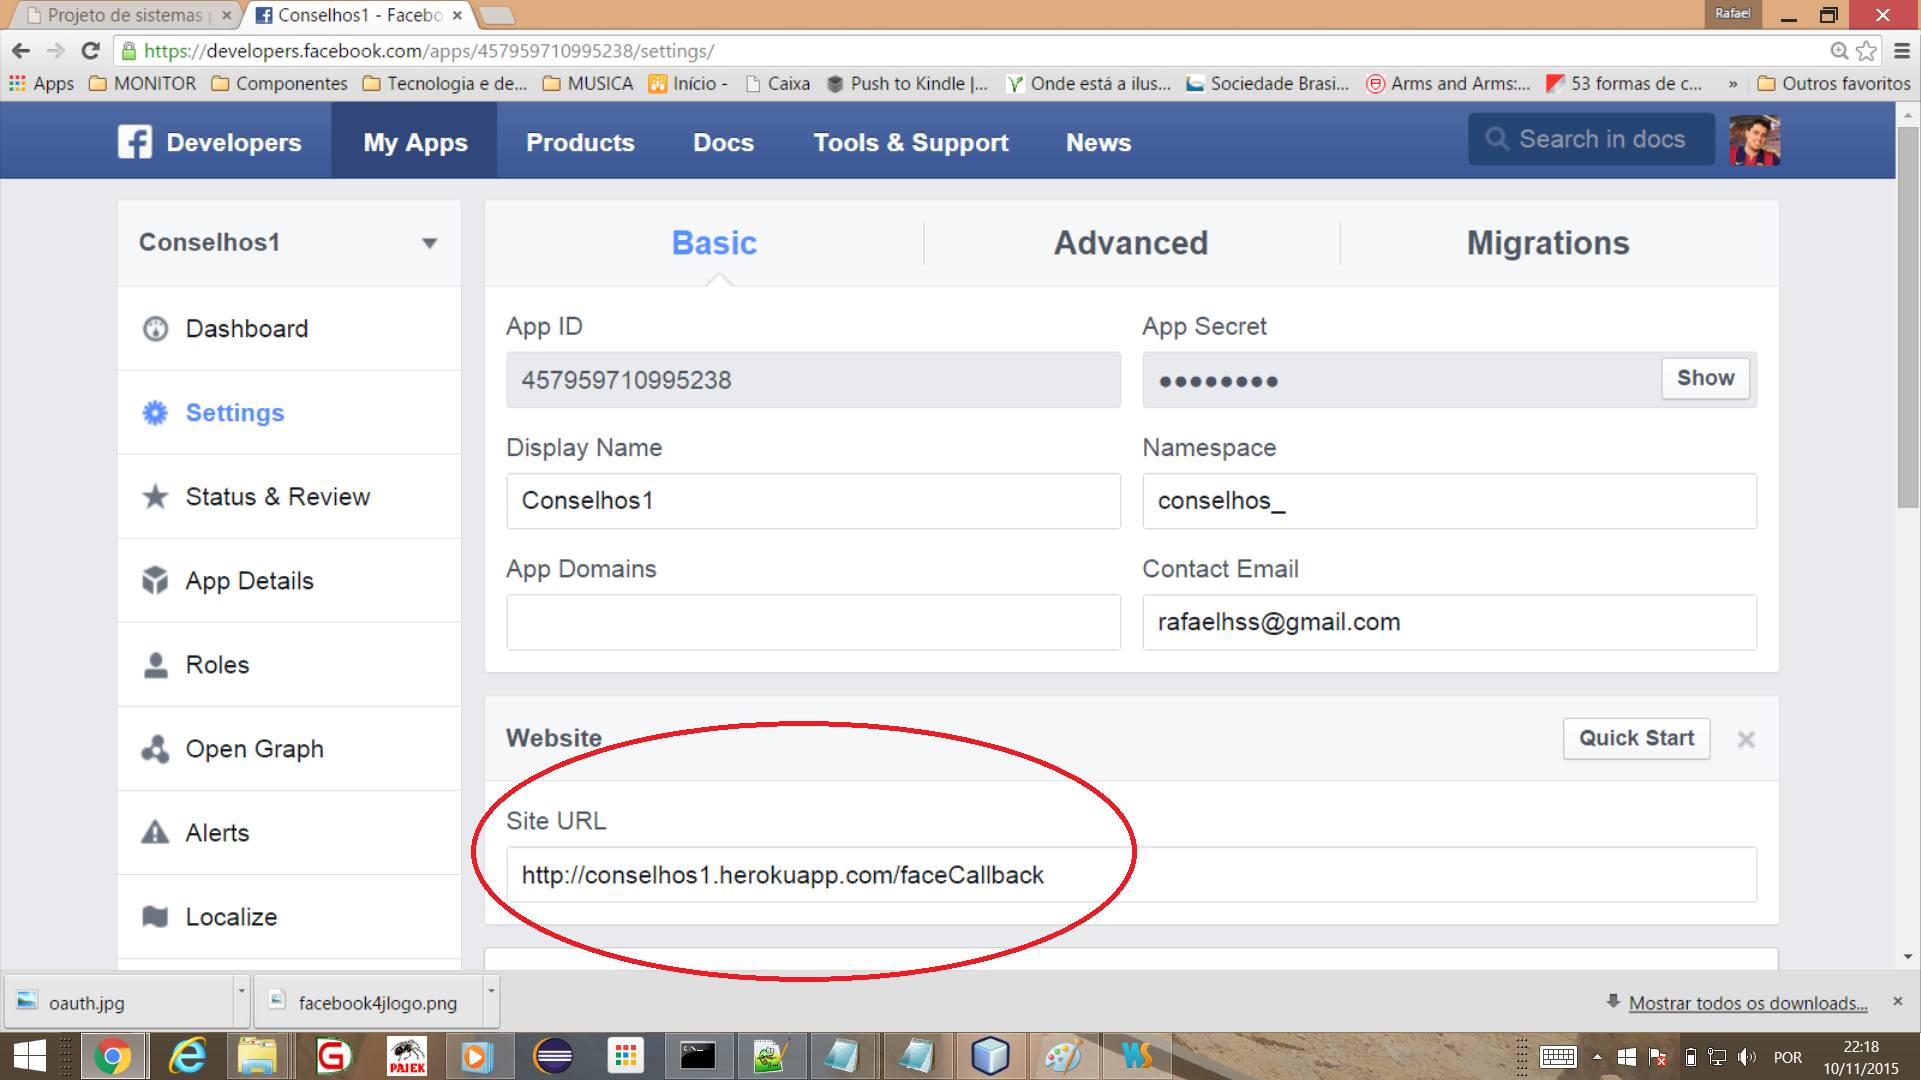 Projeto de sistemas
Conselhos1 - Facebo
Rafael
https://developers.facebook.com/apps/457959710995238/settings/
Apps MONITOR Componentes Tecnologia e de... MUSICA Início - Caixa Push to Kindle |... Onde está a ilus... Sociedade Brasi... Arms and Arms:... 53 formas de c... » Outros favoritos
Developers My Apps Products Docs Tools & Support News Search in docs
Conselhos1
Dashboard
Settings
Status & Review
App Details
Roles
Open Graph
Alerts
Localize
Basic Advanced Migrations
App ID
457959710995238
App Secret
●●●●●●●●
Show
Display Name
Conselhos1
Namespace
conselhos_
App Domains
Contact Email
rafaelhss@gmail.com
Website
Quick Start
Site URL
http://conselhos1.herokuapp.com/faceCallback
oauth.jpg
facebook4jlogo.png
Mostrar todos os downloads...
PAJEK
POR
22:18
10/11/2015